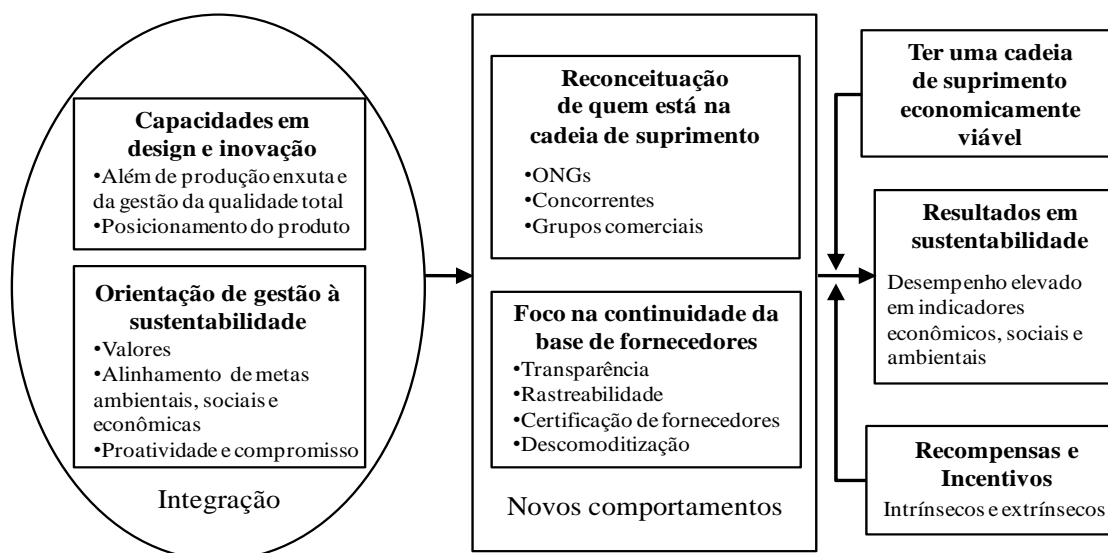 Capacidades em
design e inovação
•Além de produção enxuta e
da gestão da qualidade total
•Posicionamento do produto
Orientação de gestão à
sustentabilidade
•Valores
•Alinhamento de metas
ambientais, sociais e
econômicas
•Proatividade e compromisso
Integração
Reconceituação
de quem está na
cadeia de suprimento
•ONGs
•Concorrentes
•Grupos comerciais
Foco na continuidade da
base de fornecedores
•Transparência
•Rastreabilidade
•Certificação de fornecedores
•Descomoditização
Novos comportamentos
Ter uma cadeia
de suprimento
economicamente
viável
Resultados em
sustentabilidade
Desempenho elevado
em indicadores
econômicos, sociais e
ambientais
Recompensas e
Incentivos
Intrínsecos e extrínsecos